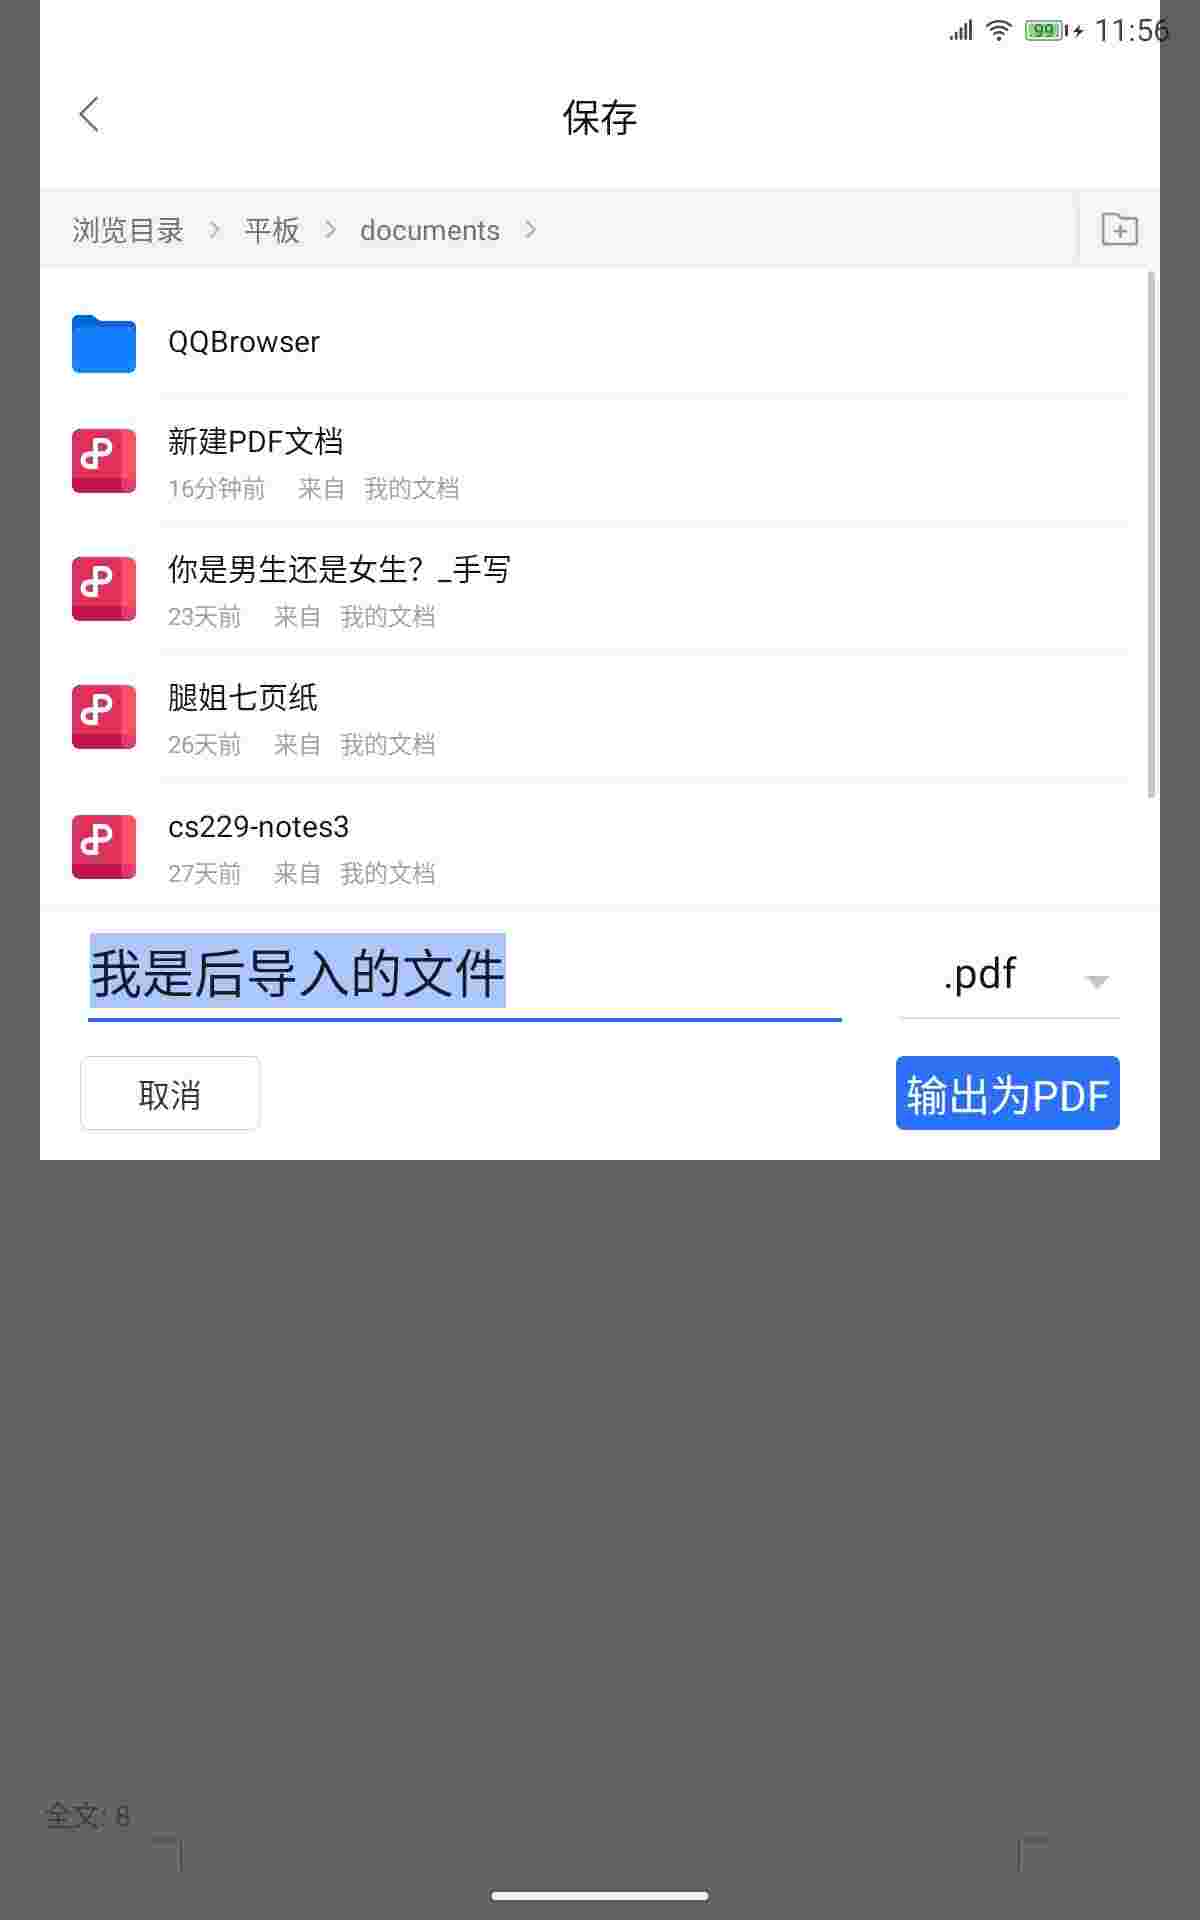 99 11:56
保存
浏览目录 平板 documents
QQBrowser
新建PDF文档
16分钟前 来自 我的文档
你是男生还是女生？_手写
23天前 来自 我的文档
腿姐七页纸
26天前 来自 我的文档
cs229-notes3
27天前 来自 我的文档
我是后导入的文件 .pdf
取消 输出为PDF
全文: 8